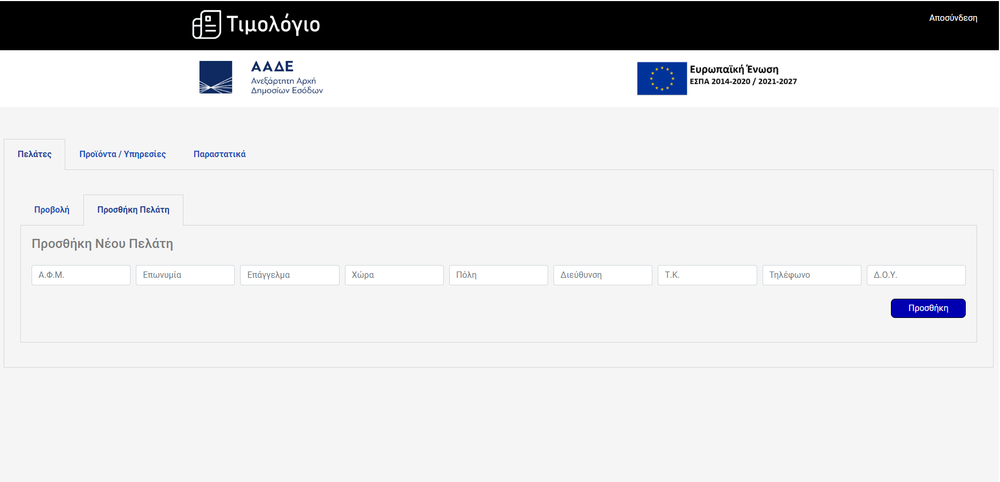 Τιμολόγιο
Αποσύνδεση
ΑΑΔΕ
Ανεξάρτητη Αρχή
Δημοσίων Εσόδων
Ευρωπαϊκή Ένωση
ΕΣΠΑ 2014-2020 / 2021-2027
Πελάτες Προϊόντα / Υπηρεσίες Παραστατικά
Προβολή Προσθήκη Πελάτη
Προσθήκη Νέου Πελάτη
Α.Φ.Μ. Επωνυμία Επάγγελμα Χώρα Πόλη Διεύθυνση Τ.Κ. Τηλέφωνο Δ.Ο.Υ.
Προσθήκη